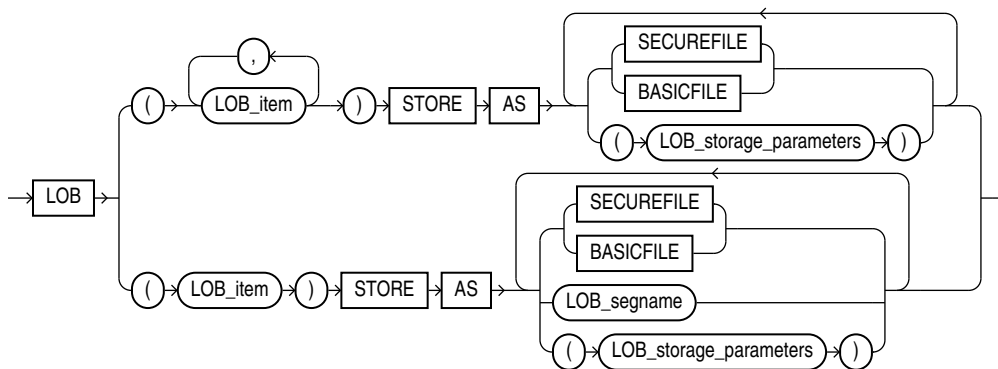 SECUREFILE
,
BASICFILE
( LOB_item ) STORE AS
( LOB_storage_parameters )
LOB
SECUREFILE
BASICFILE
( LOB_item ) STORE AS
LOB_segname
( LOB_storage_parameters )